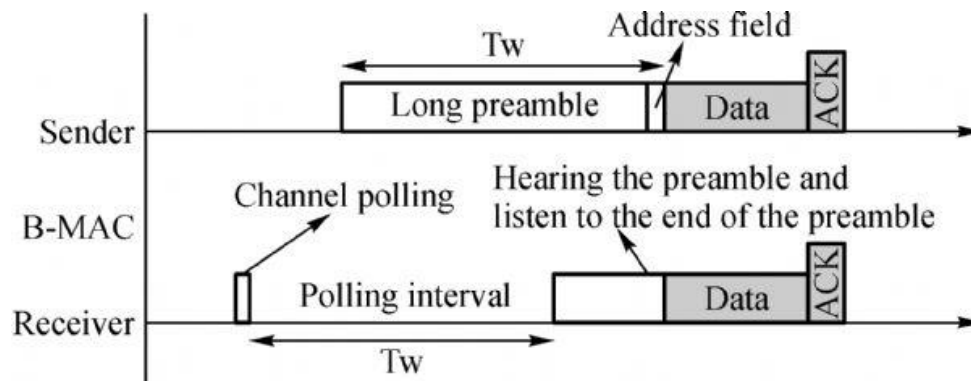 Address field
Tw
Long preamble
Data
ACK
Sender
Channel polling
Hearing the preamble and
listen to the end of the preamble
B-MAC
Polling interval
Data
ACK
Receiver
Tw